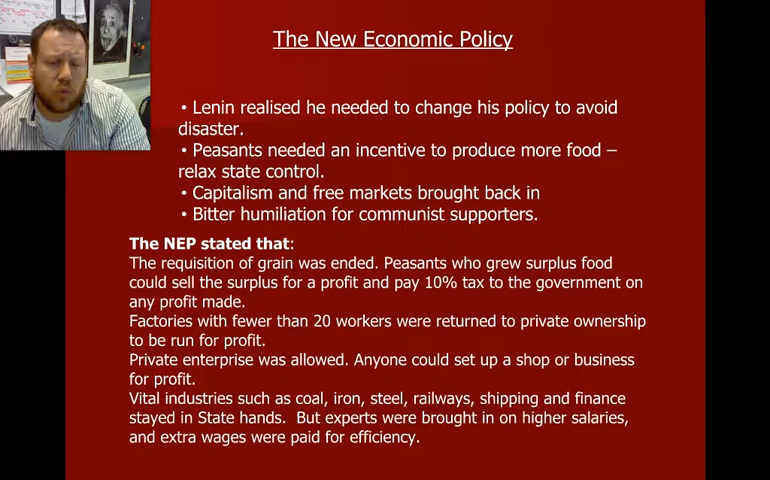 The New Economic Policy
• Lenin realised he needed to change his policy to avoid
disaster.
• Peasants needed an incentive to produce more food –
relax state control.
• Capitalism and free markets brought back in
• Bitter humiliation for communist supporters.
The NEP stated that:
The requisition of grain was ended. Peasants who grew surplus food
could sell the surplus for a profit and pay 10% tax to the government on
any profit made.
Factories with fewer than 20 workers were returned to private ownership
to be run for profit.
Private enterprise was allowed. Anyone could set up a shop or business
for profit.
Vital industries such as coal, iron, steel, railways, shipping and finance
stayed in State hands.  But experts were brought in on higher salaries,
and extra wages were paid for efficiency.